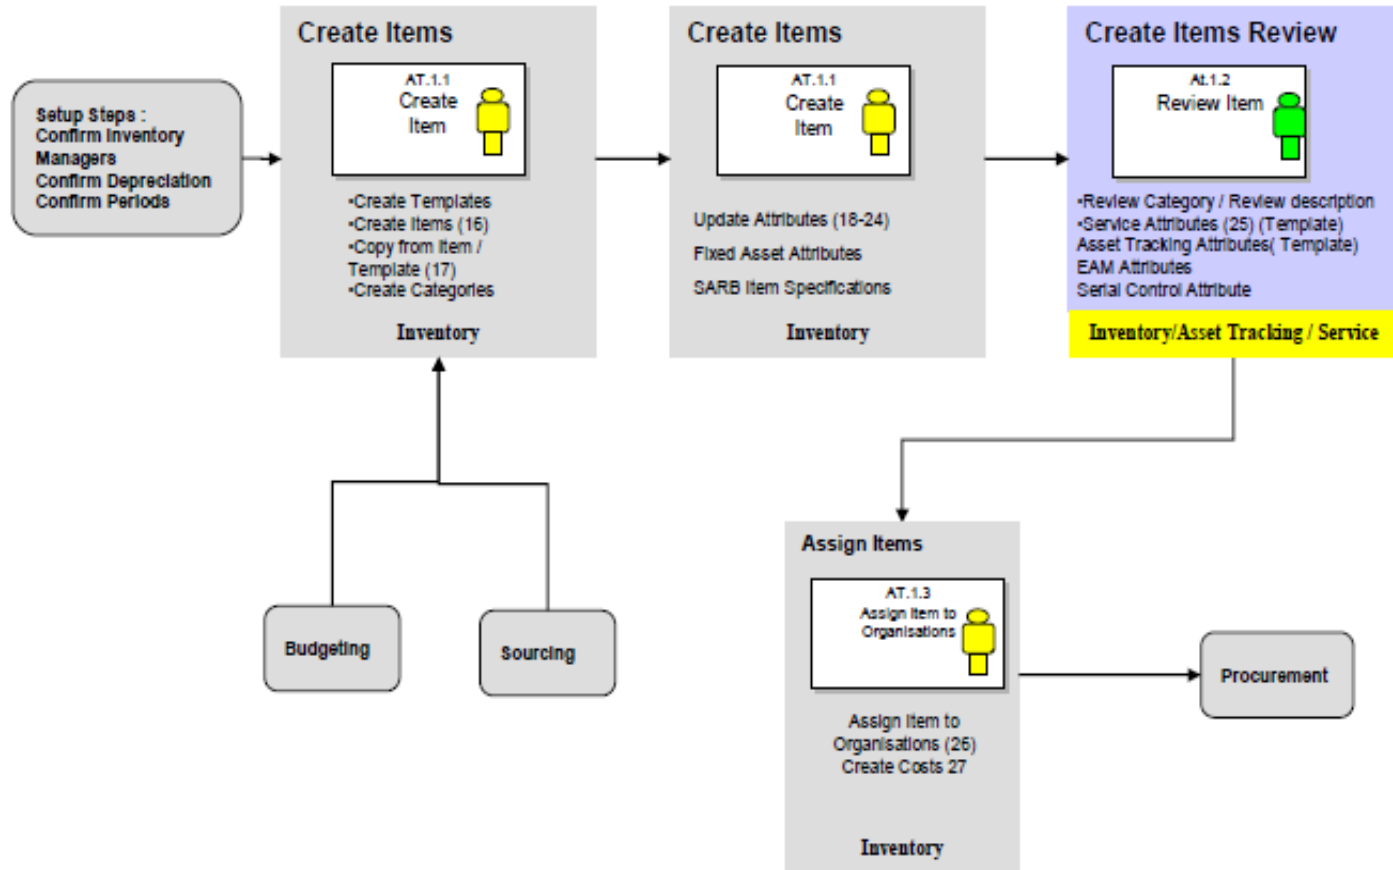 Setup Steps :
Confirm Inventory
Managers
Confirm Depreciation
Confirm Periods
Create Items
AT.1.1
Create
Item
•Create Templates
•Create Items (16)
•Copy from Item /
Template (17)
•Create Categories
Inventory
Create Items
AT.1.1
Create
Item
Update Attributes (18-24)
Fixed Asset Attributes
SARB Item Specifications
Inventory
Create Items Review
At.1.2
Review Item
•Review Category / Review description
•Service Attributes (25) (Template)
Asset Tracking Attributes( Template)
EAM Attributes
Serial Control Attribute
Inventory/Asset Tracking / Service
Budgeting
Sourcing
Assign Items
AT.1.3
Assign Item to
Organisations
Assign Item to
Organisations (26)
Create Costs 27
Inventory
Procurement